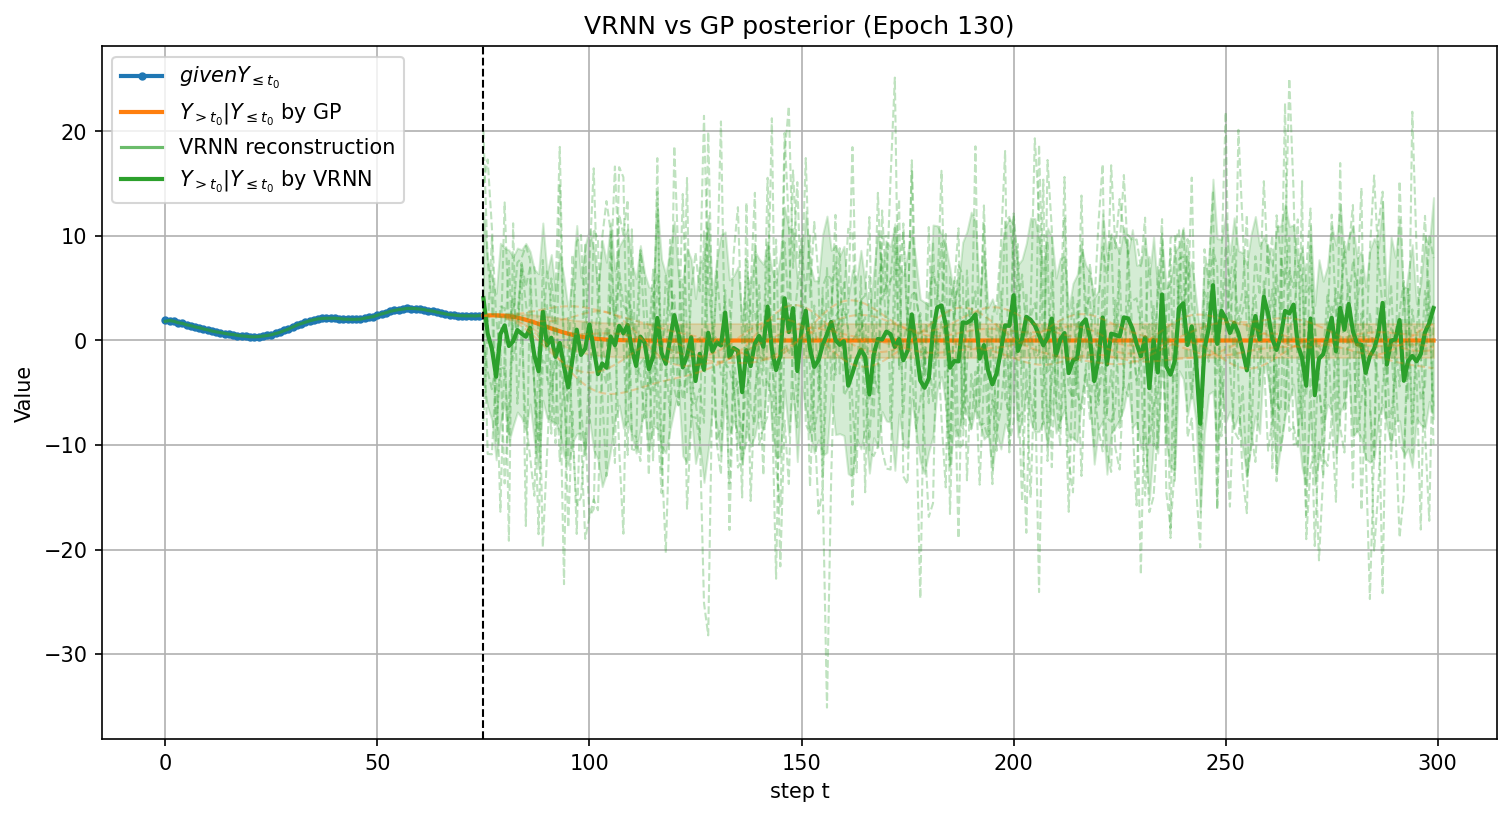 VRNN vs GP posterior (Epoch 130)
givenY≤t₀
Y>t₀|Y≤t₀ by GP
VRNN reconstruction
Y>t₀|Y≤t₀ by VRNN
Value
20
10
0
−10
−20
−30
0 50 100 150 200 250 300
step t